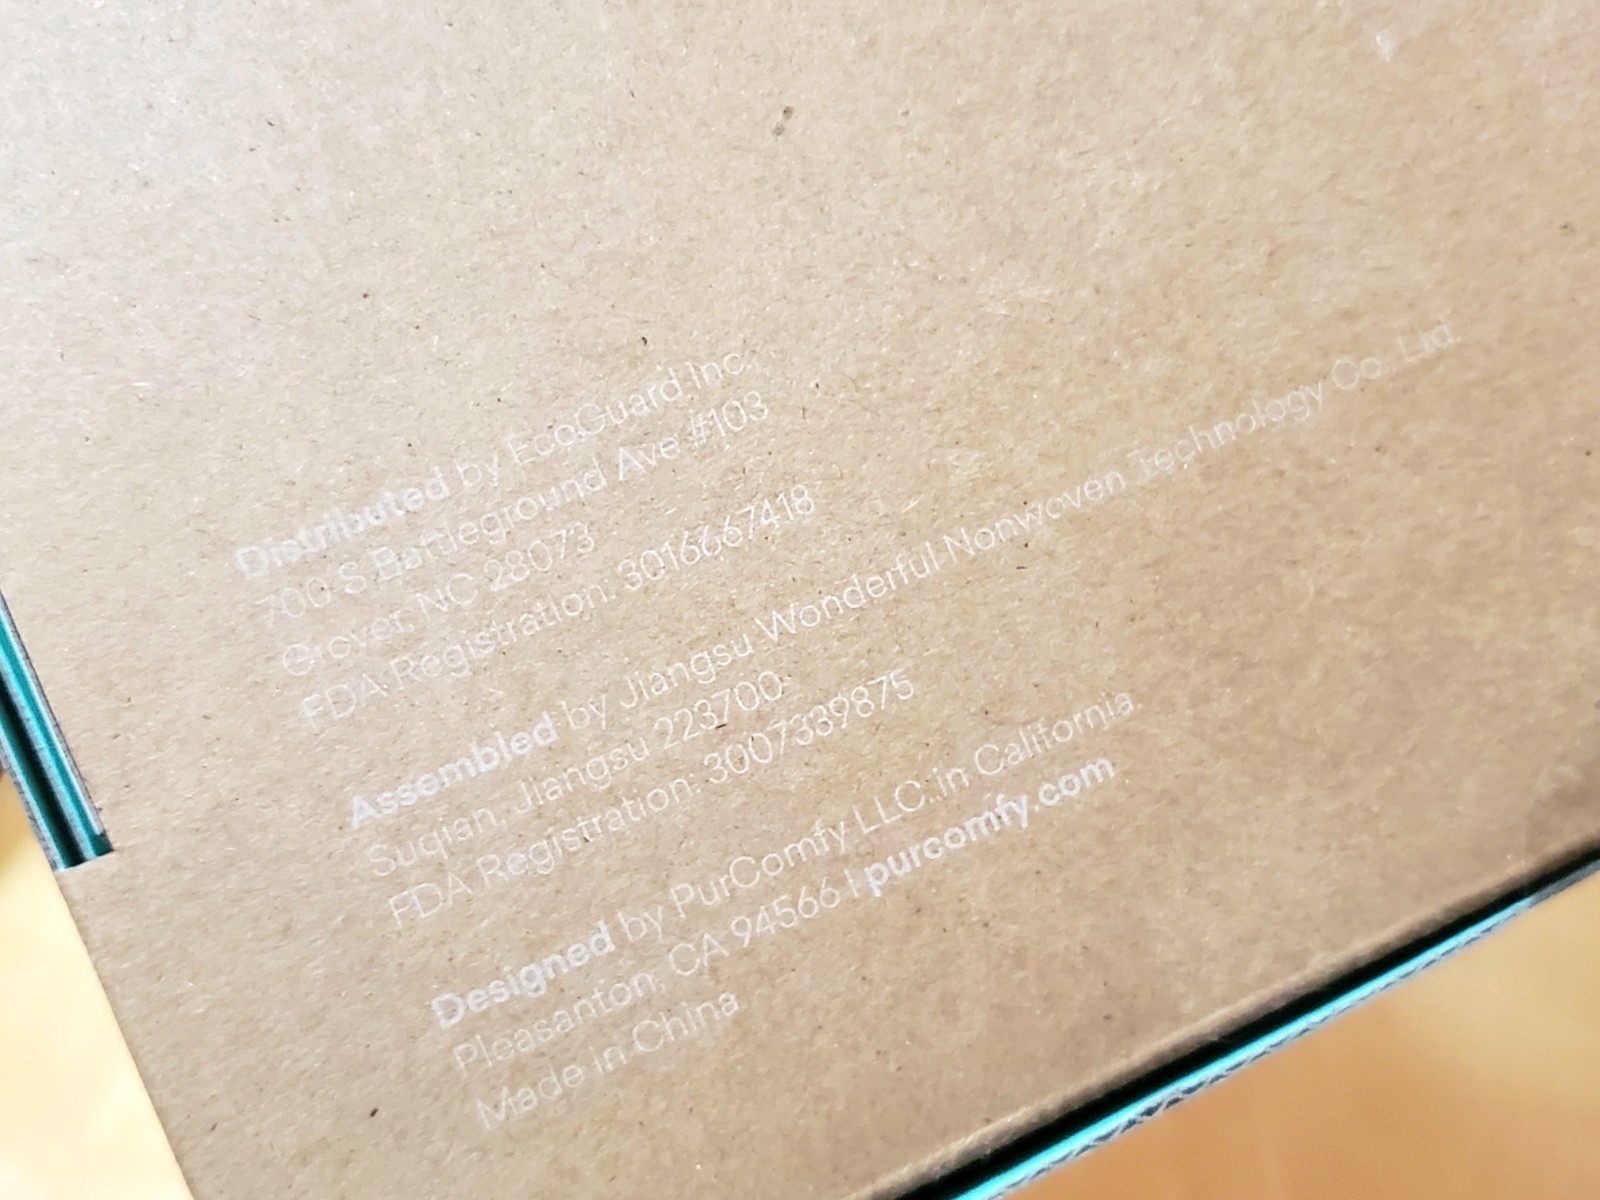 Distributed by EcoGuard Inc.
700 S Battleground Ave #103
Grover, NC 28073
FDA Registration: 3016667418
Assembled by Jiangsu Wonderful Nonwoven Technology Co., Ltd.
Suqian, Jiangsu 223700
FDA Registration: 3007339875
Designed by PurComfy LLC. in California.
Pleasanton, CA 94566 | purcomfy.com
Made in China